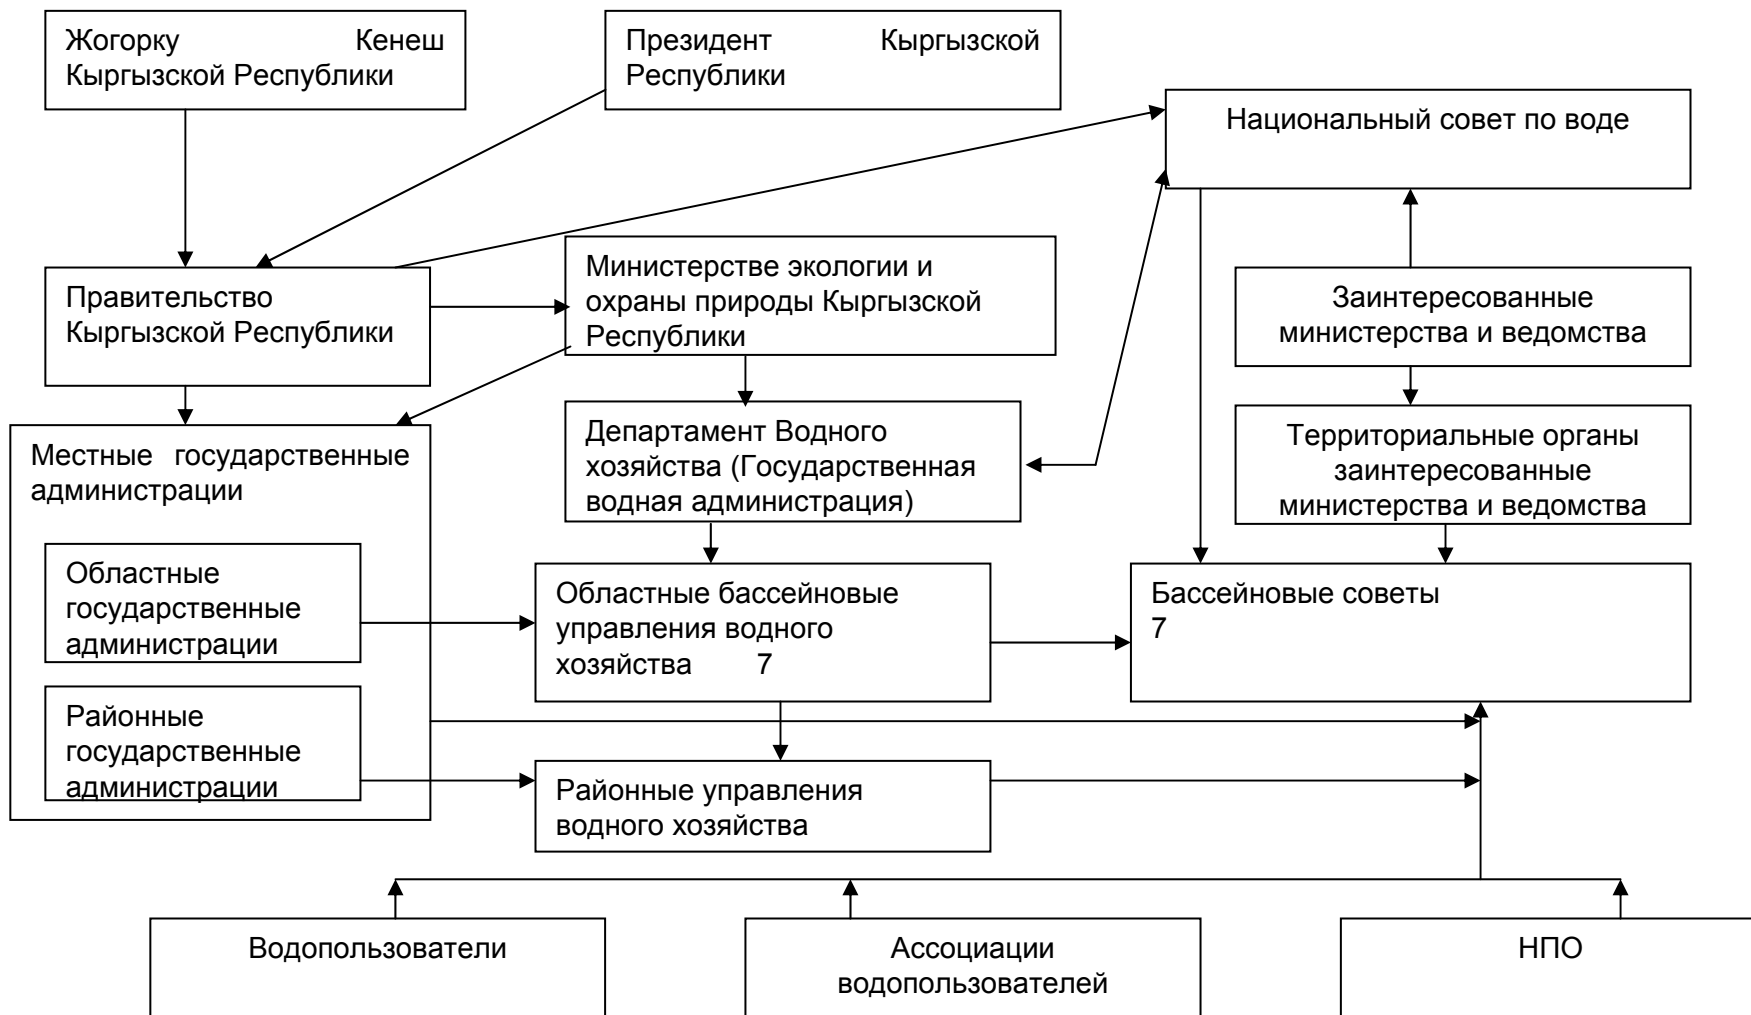 Жогорку Кенеш
Кыргызской Республики
Президент Кыргызской
Республики
Национальный совет по воде
Правительство
Кыргызской Республики
Министерстве экологии и
охраны природы Кыргызской
Республики
Заинтересованные
министерства и ведомства
Местные государственные
администрации
Департамент Водного
хозяйства (Государственная
водная администрация)
Территориальные органы
заинтересованные
министерства и ведомства
Областные
государственные
администрации
Областные бассейновые
управления водного
хозяйства 7
Бассейновые советы
7
Районные
государственные
администрации
Районные управления
водного хозяйства
Водопользователи
Ассоциации
водопользователей
НПО